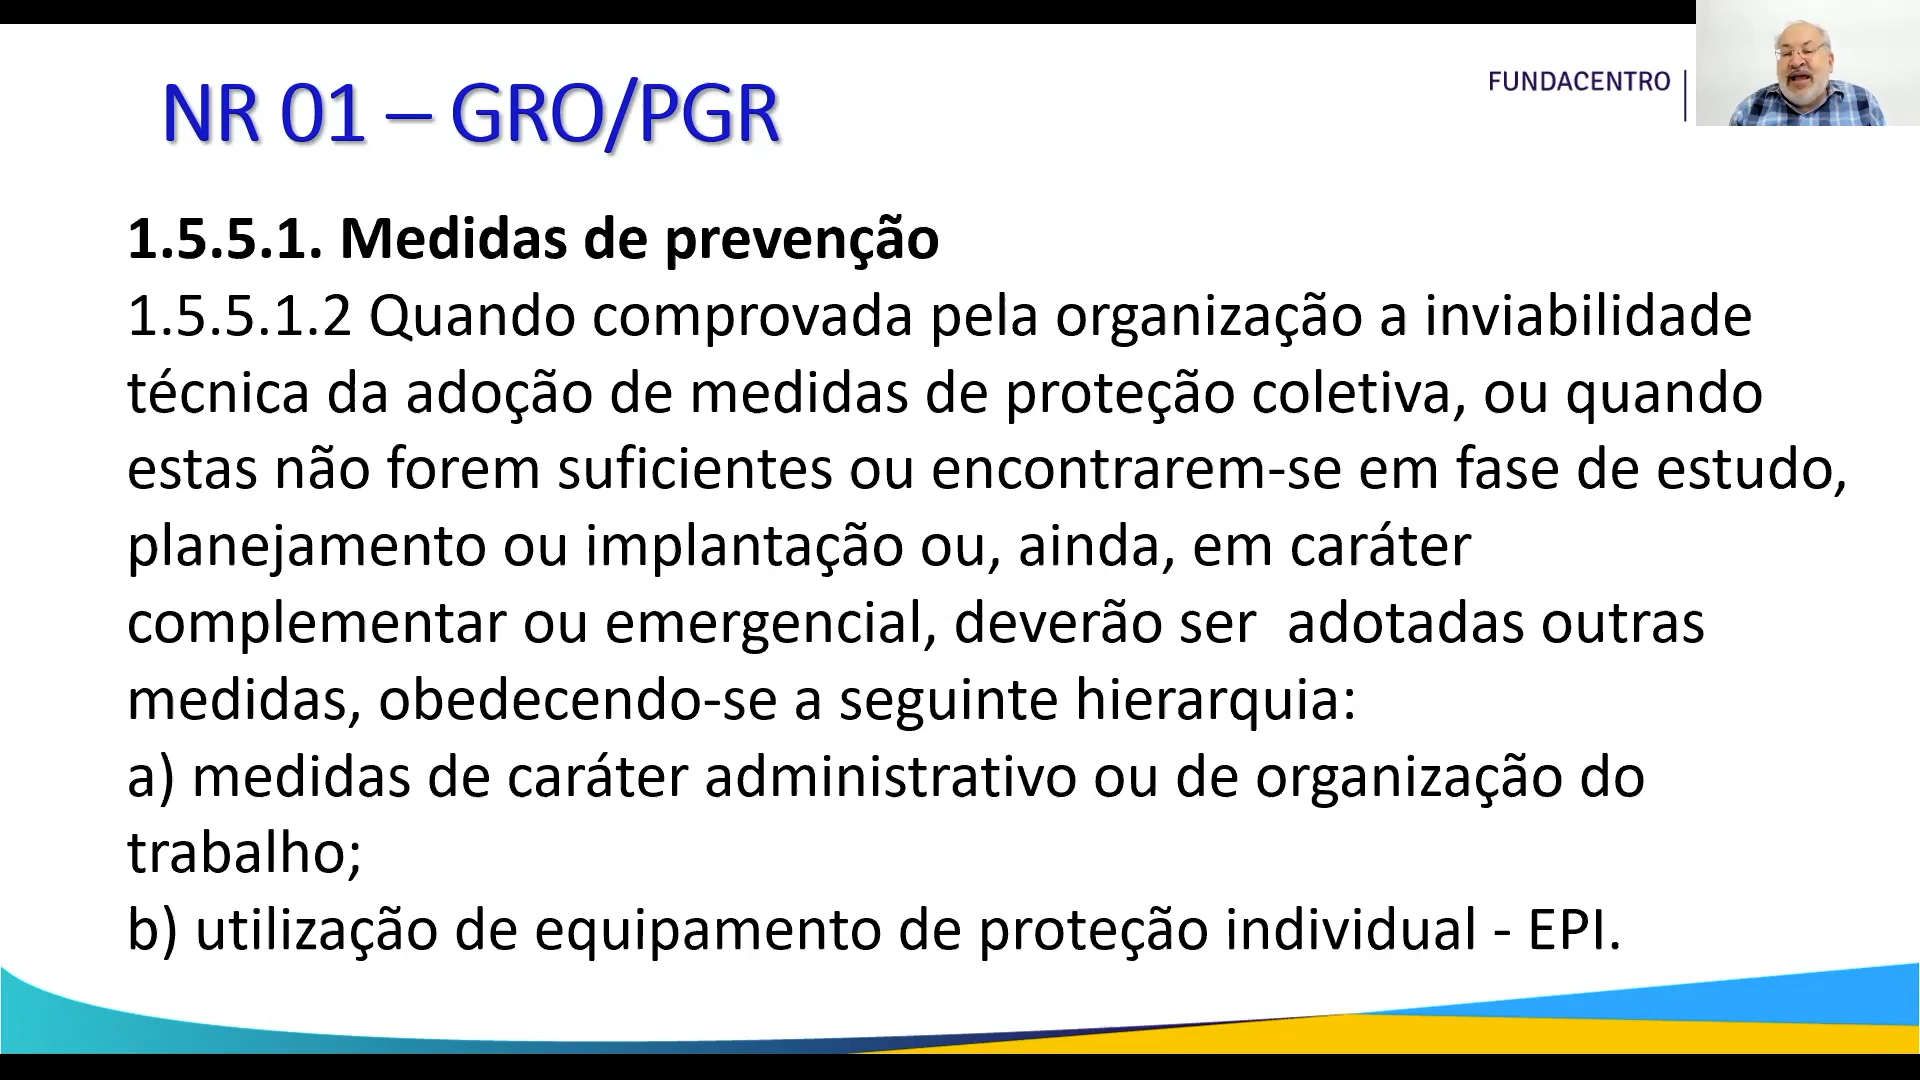 NR 01 – GRO/PGR
FUNDACENTRO
1.5.5.1. Medidas de prevenção
1.5.5.1.2 Quando comprovada pela organização a inviabilidade
técnica da adoção de medidas de proteção coletiva, ou quando
estas não forem suficientes ou encontrarem-se em fase de estudo,
planejamento ou implantação ou, ainda, em caráter
complementar ou emergencial, deverão ser  adotadas outras
medidas, obedecendo-se a seguinte hierarquia:
a) medidas de caráter administrativo ou de organização do
trabalho;
b) utilização de equipamento de proteção individual - EPI.